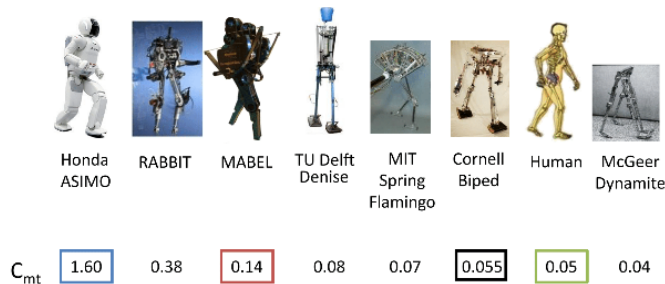 Honda ASIMO
RABBIT
MABEL
TU Delft Denise
MIT Spring Flamingo
Cornell Biped
Human
McGeer Dynamite
Cmt 1.60 0.38 0.14 0.08 0.07 0.055 0.05 0.04